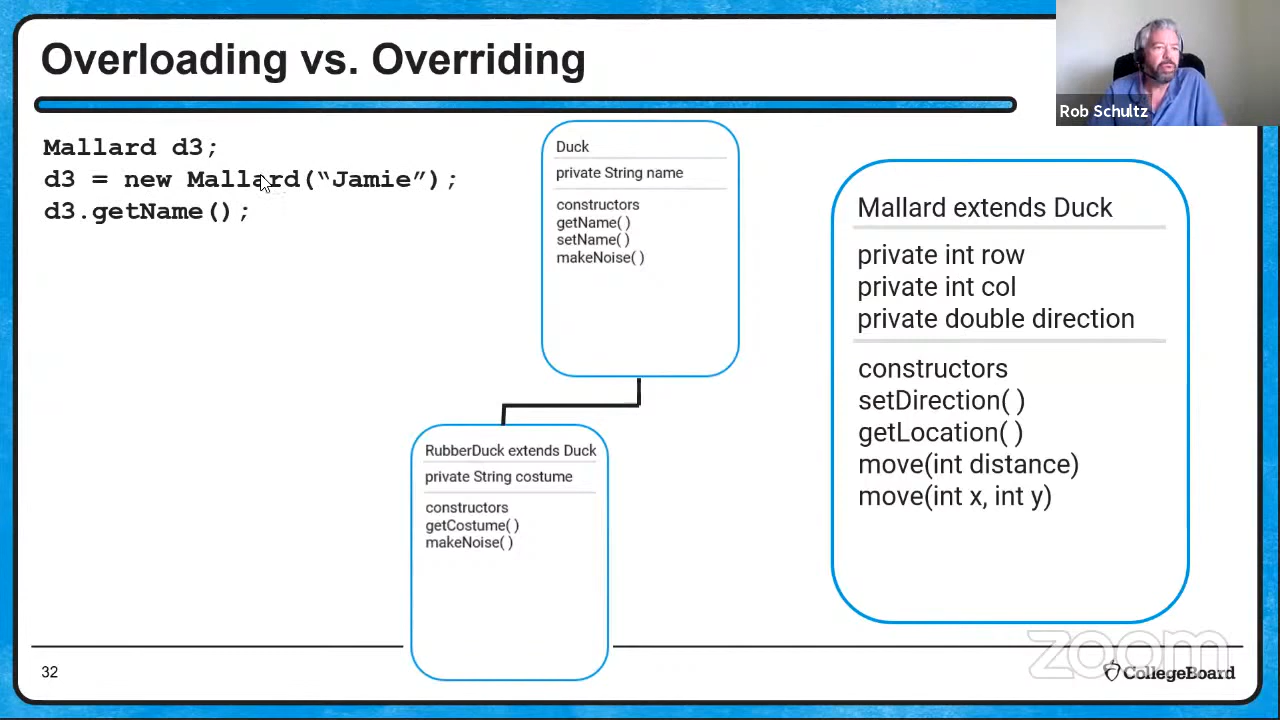 Overloading vs. Overriding
Rob Schultz
Mallard d3;
d3 = new Mallard(“Jamie”);
d3.getName();
Duck
private String name
constructors
getName( )
setName( )
makeNoise( )
RubberDuck extends Duck
private String costume
constructors
getCostume( )
makeNoise( )
Mallard extends Duck
private int row
private int col
private double direction
constructors
setDirection( )
getLocation( )
move(int distance)
move(int x, int y)
zoom
32
CollegeBoard